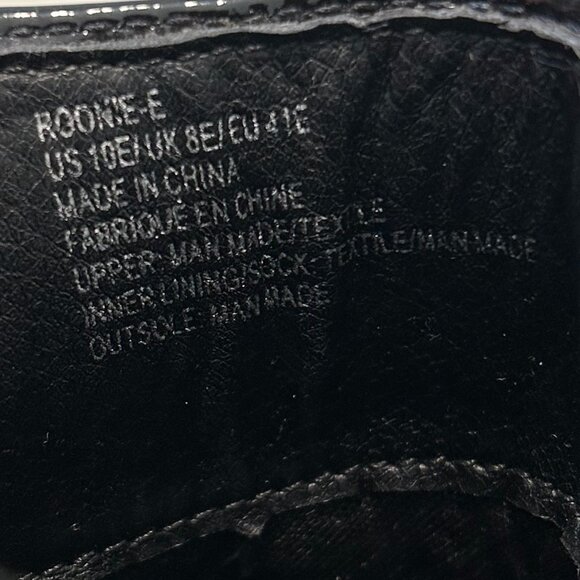 ROOMIE-E
US 10E/UK 8E/EU 41E
MADE IN CHINA
FABRIQUE EN CHINE
UPPER: MAN MADE/TEXTILE
INNER LINING/SOCK: TEXTILE/MAN MADE
OUTSOLE: MAN MADE